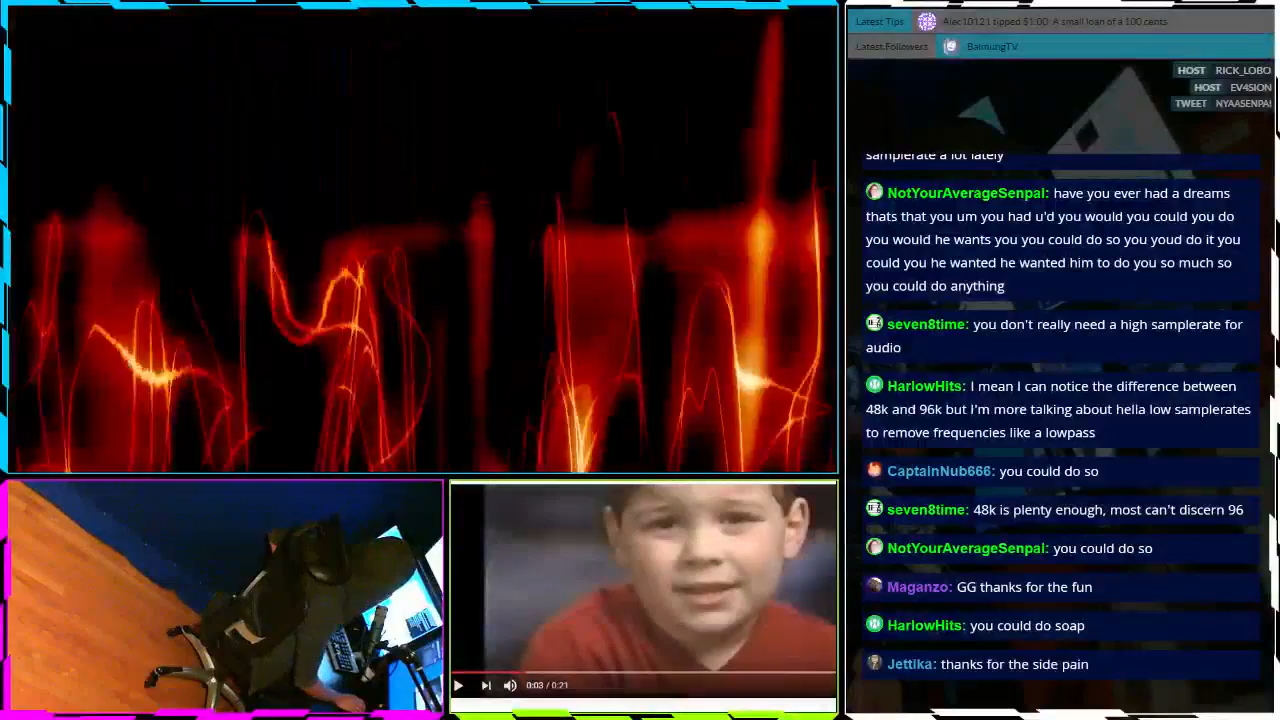 Latest Tips
Alec10121 tipped $1.00: A small loan of a 100 cents
Latest Followers
BalmungTV
HOST RICK_LOBO
HOST EV4SION
TWEET NYAASENPAI
samplerate a lot lately
NotYourAverageSenpal: have you ever had a dreams
thats that you um you had u'd you would you could you do
you would he wants you you could do so you youd do it you
could you he wanted he wanted him to do you so much so
you could do anything
seven8time: you don't really need a high samplerate for
audio
HarlowHits: I mean I can notice the difference between
48k and 96k but I'm more talking about hella low samplerates
to remove frequencies like a lowpass
CaptainNub666: you could do so
seven8time: 48k is plenty enough, most can't discern 96
NotYourAverageSenpal: you could do so
Maganzo: GG thanks for the fun
HarlowHits: you could do soap
Jettika: thanks for the side pain
0:03 / 0:21